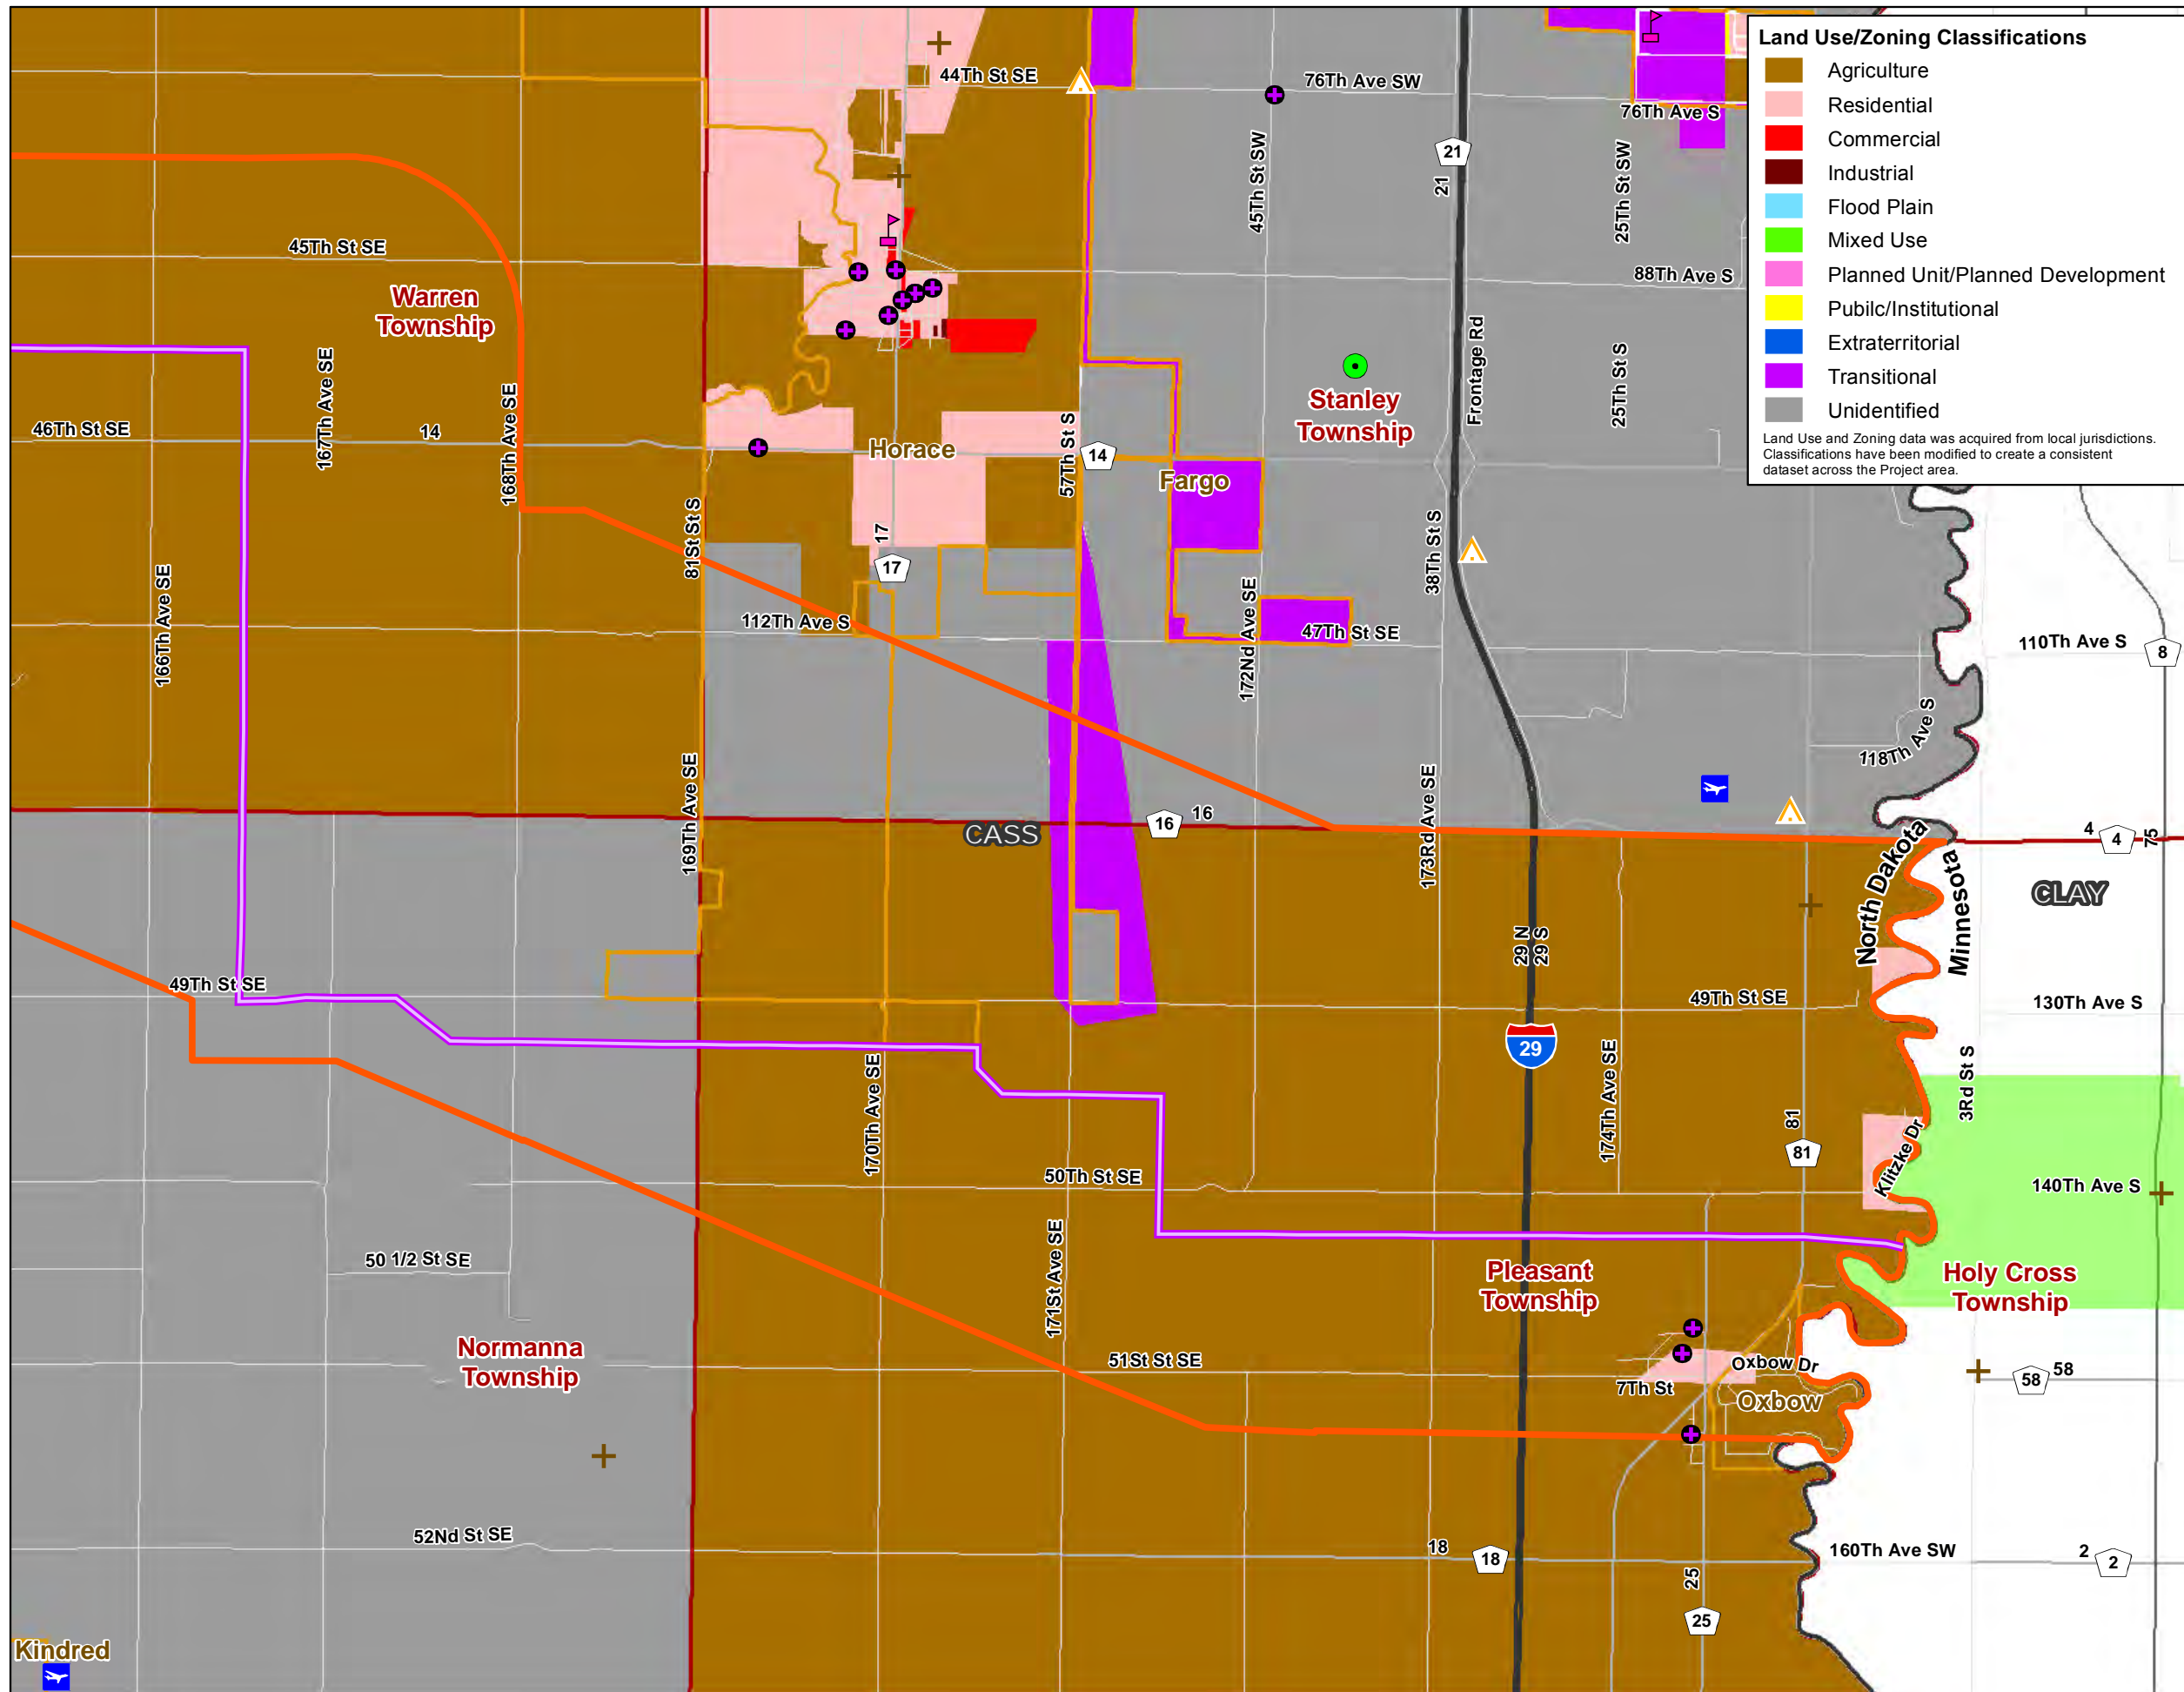 Land Use/Zoning Classifications
Agriculture
Residential
Commercial
Industrial
Flood Plain
Mixed Use
Planned Unit/Planned Development
Pubilc/Institutional
Extraterritorial
Transitional
Unidentified
Land Use and Zoning data was acquired from local jurisdictions.
Classifications have been modified to create a consistent
dataset across the Project area.
44Th St SE
76Th Ave SW
76Th Ave S
45Th St SW
21
21
25Th St SW
45Th St SE
88Th Ave S
Warren
Township
Frontage Rd
167Th Ave SE
168Th Ave SE
25Th St S
Stanley
Township
46Th St SE
14
Horace
57Th St S
14
Fargo
81St St S
17
17
38Th St S
166Th Ave SE
112Th Ave S
172Nd Ave SE
47Th St SE
110Th Ave S
8
118Th Ave S
169Th Ave SE
173Rd Ave SE
CASS
16
16
4
4
75
North Dakota
Minnesota
CLAY
29 N
29 S
49Th St SE
49Th St SE
130Th Ave S
29
170Th Ave SE
174Th Ave SE
3Rd St S
81
81
Klitzke Dr
50Th St SE
140Th Ave S
171St Ave SE
50 1/2 St SE
Pleasant
Township
Holy Cross
Township
Normanna
Township
51St St SE
Oxbow Dr
7Th St
Oxbow
58
58
52Nd St SE
18
18
160Th Ave SW
2
2
25
25
Kindred